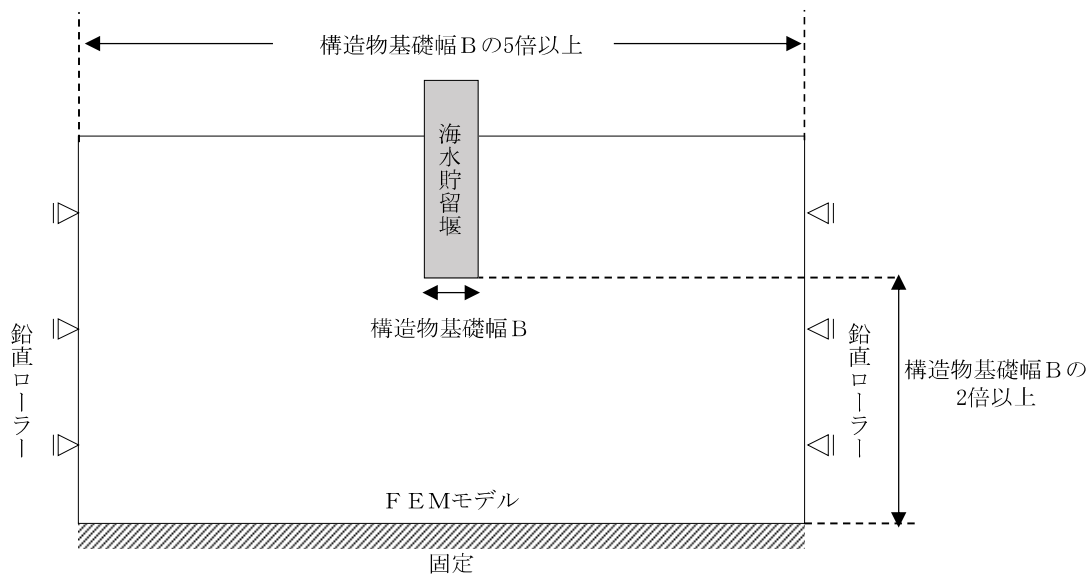 構造物基礎幅Ｂの5倍以上
海水貯留堰
構造物基礎幅Ｂ
鉛直ローラー
鉛直ローラー
構造物基礎幅Ｂの
2倍以上
ＦＥＭモデル
固定